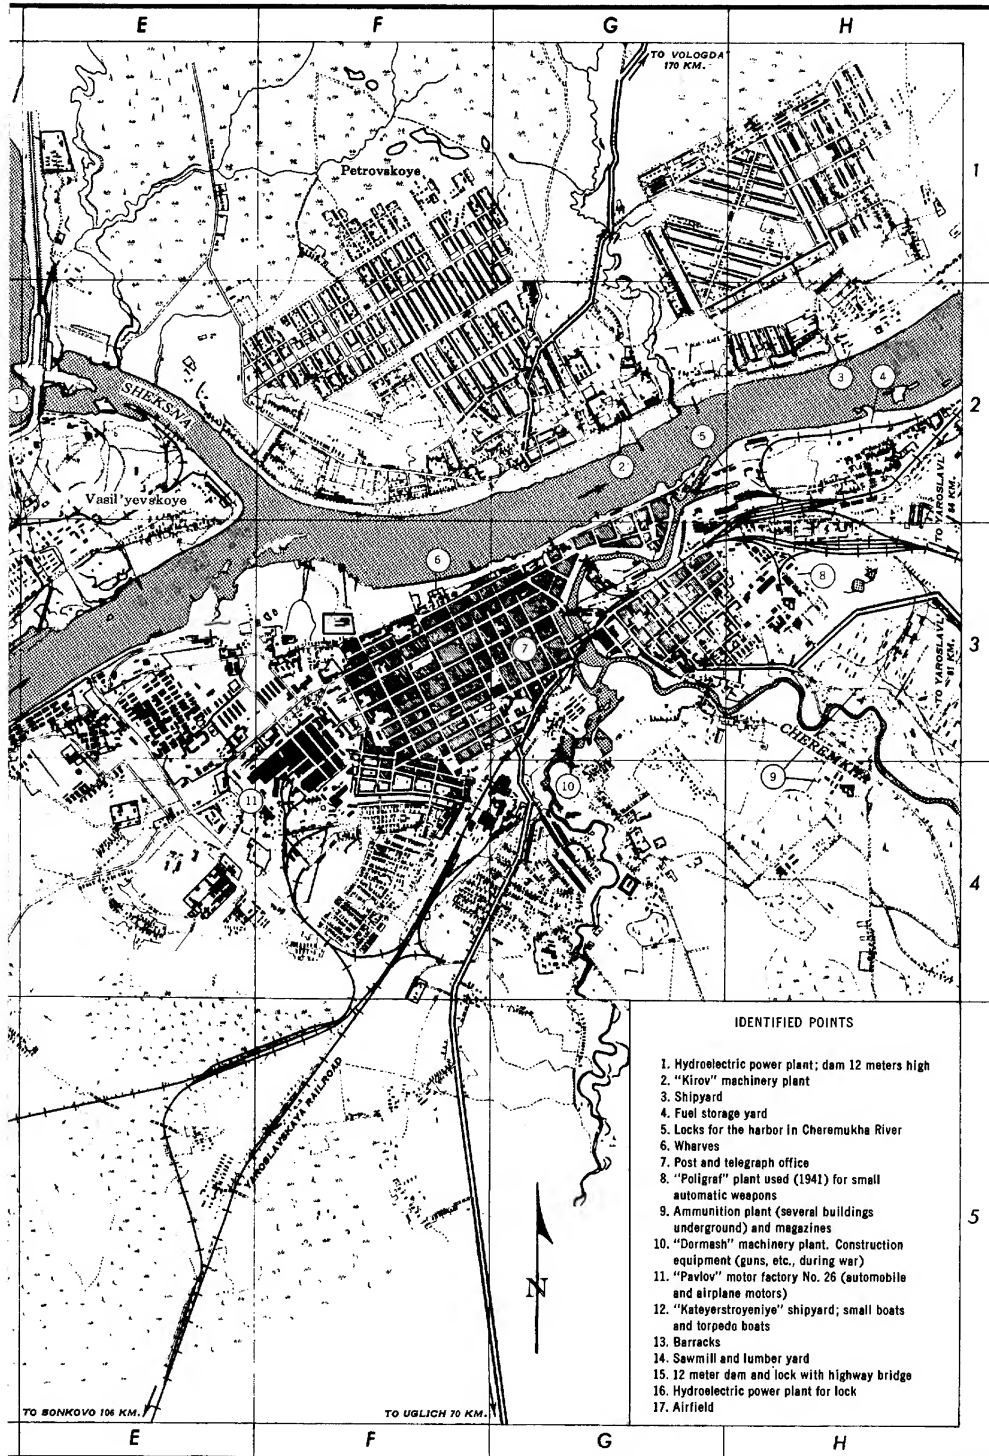 E F G H
TO VOLOGDA
170 KM.
1
Petrovskoye
SHEKSNA
1
3
4
2
5
2
Vasil'yevskoye
TO YAROSLAVL'
84 KM.
6
8
7
3
TO YAROSLAVL'
81 KM.
CHEREMKHA
9
10
11
4
YAROSLAVSKAYA RAILROAD
N
5
IDENTIFIED POINTS
1. Hydroelectric power plant; dam 12 meters high
2. "Kirov" machinery plant
3. Shipyard
4. Fuel storage yard
5. Locks for the harbor in Cheremukha River
6. Wharves
7. Post and telegraph office
8. "Poligraf" plant used (1941) for small
automatic weapons
9. Ammunition plant (several buildings
underground) and magazines
10. "Dormash" machinery plant. Construction
equipment (guns, etc., during war)
11. "Pavlov" motor factory No. 26 (automobile
and airplane motors)
12. "Kateyerstroyeniye" shipyard; small boats
and torpedo boats
13. Barracks
14. Sawmill and lumber yard
15. 12 meter dam and lock with highway bridge
16. Hydroelectric power plant for lock
17. Airfield
TO SONKOVO 106 KM.
TO UGLICH 70 KM.
E F G H